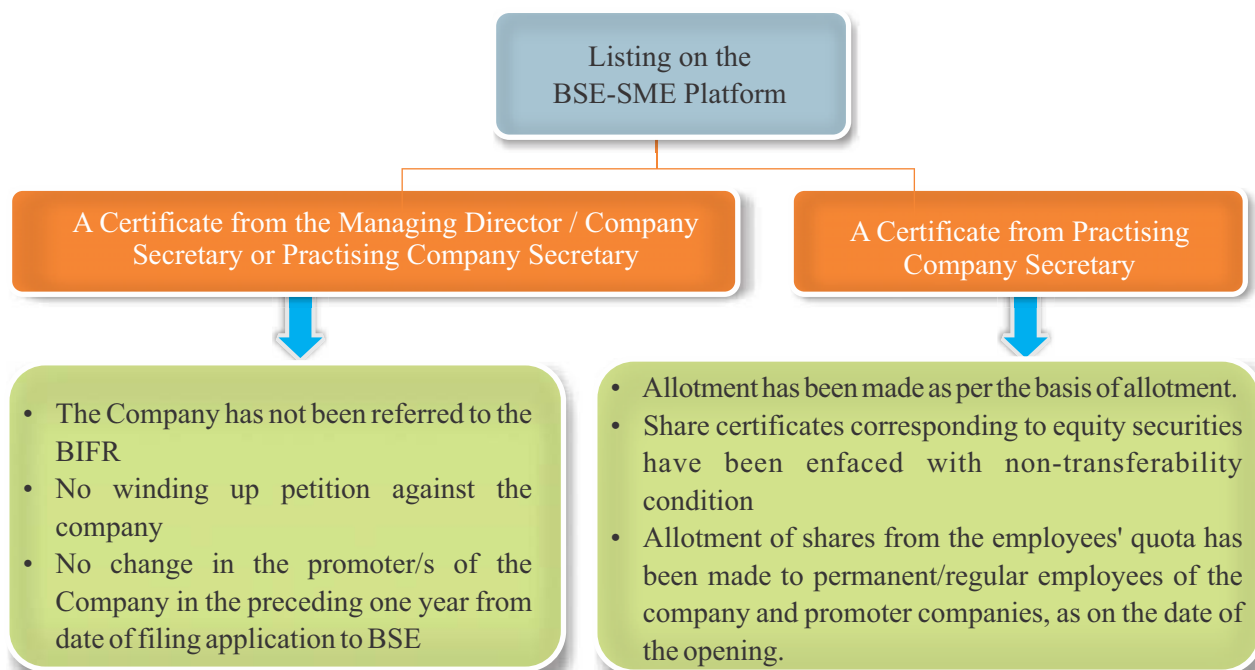 Listing on the
BSE-SME Platform
A Certificate from the Managing Director / Company
Secretary or Practising Company Secretary
A Certificate from Practising
Company Secretary
• The Company has not been referred to the
BIFR
• No winding up petition against the
company
• No change in the promoter/s of the
Company in the preceding one year from
date of filing application to BSE
• Allotment has been made as per the basis of allotment.
• Share certificates corresponding to equity securities
have been enfaced with non-transferability
condition
• Allotment of shares from the employees' quota has
been made to permanent/regular employees of the
company and promoter companies, as on the date of
the opening.